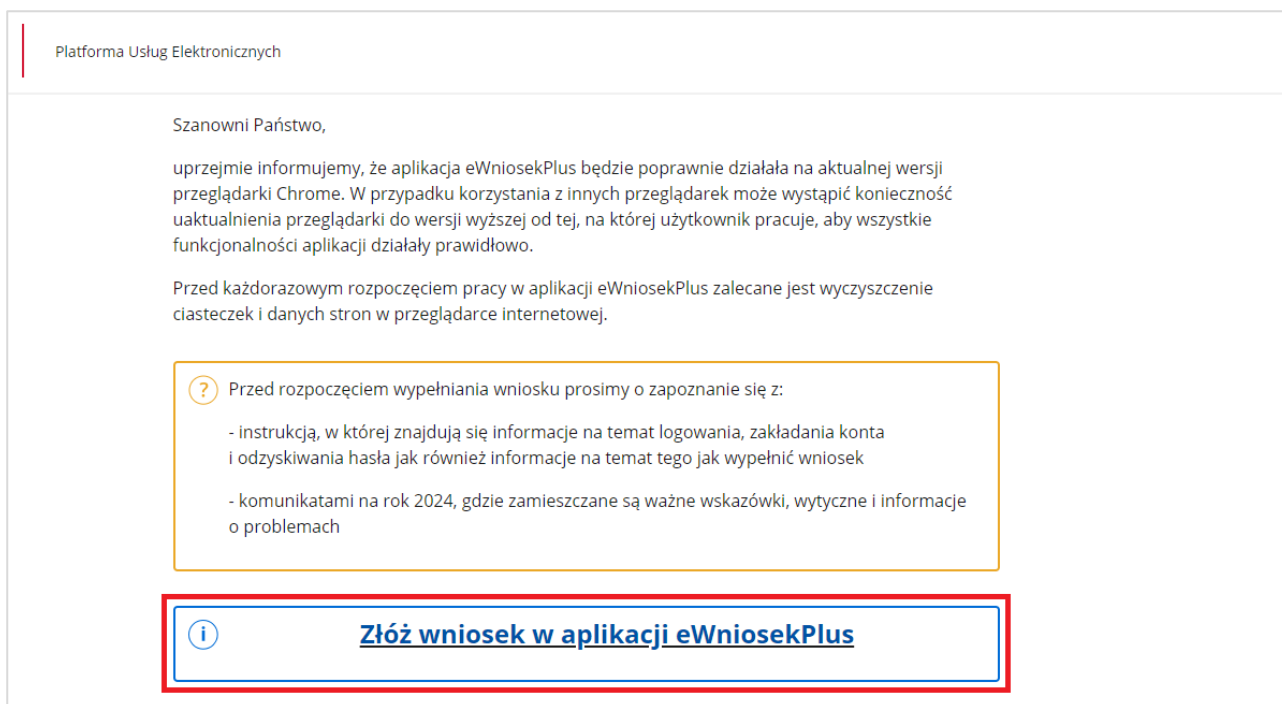 Platforma Usług Elektronicznych
Szanowni Państwo,
uprzejmie informujemy, że aplikacja eWniosekPlus będzie poprawnie działała na aktualnej wersji
przeglądarki Chrome. W przypadku korzystania z innych przeglądarek może wystąpić konieczność
uaktualnienia przeglądarki do wersji wyższej od tej, na której użytkownik pracuje, aby wszystkie
funkcjonalności aplikacji działały prawidłowo.
Przed każdorazowym rozpoczęciem pracy w aplikacji eWniosekPlus zalecane jest wyczyszczenie
ciasteczek i danych stron w przeglądarce internetowej.
? Przed rozpoczęciem wypełniania wniosku prosimy o zapoznanie się z:
- instrukcją, w której znajdują się informacje na temat logowania, zakładania konta
i odzyskiwania hasła jak również informacje na temat tego jak wypełnić wniosek
- komunikatami na rok 2024, gdzie zamieszczane są ważne wskazówki, wytyczne i informacje
o problemach
i Złóż wniosek w aplikacji eWniosekPlus